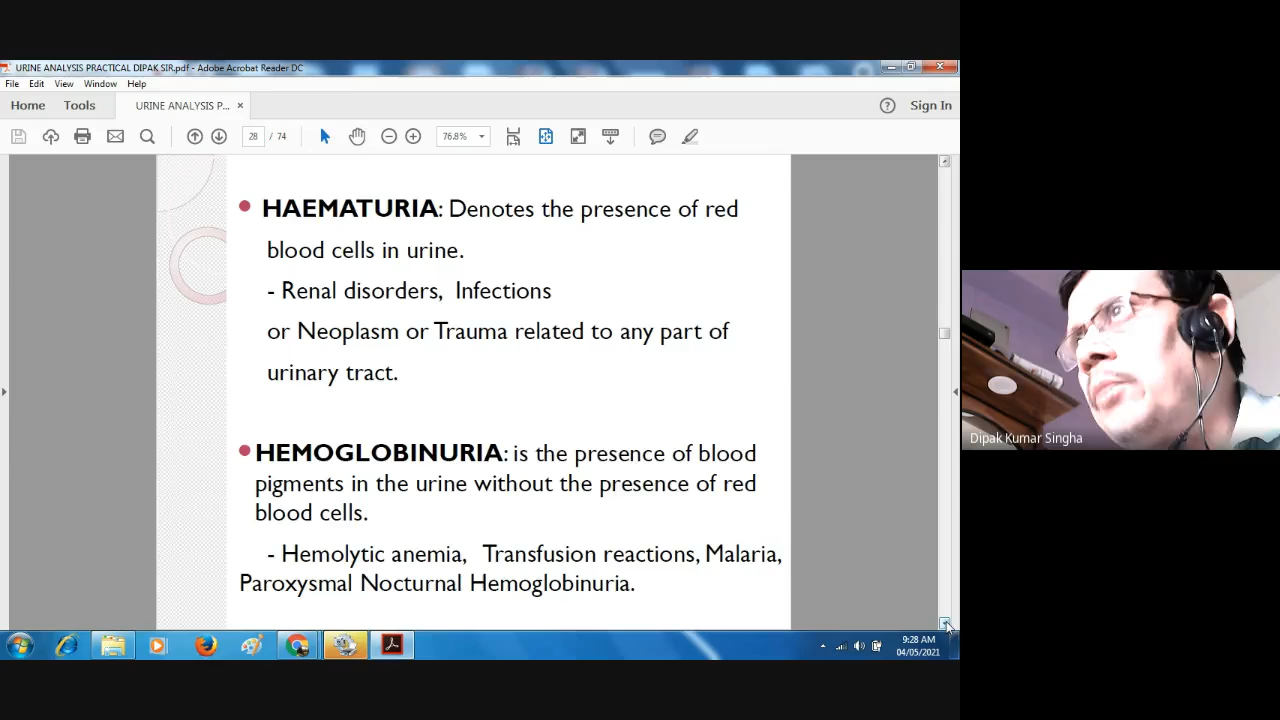 URINE ANALYSIS PRACTICAL DIPAK SIR.pdf - Adobe Acrobat Reader DC
File Edit View Window Help
Home Tools URINE ANALYSIS P... × Sign In
28 / 74 76.8%
HAEMATURIA: Denotes the presence of red
blood cells in urine.
- Renal disorders, Infections
or Neoplasm or Trauma related to any part of
urinary tract.
HEMOGLOBINURIA: is the presence of blood
pigments in the urine without the presence of red
blood cells.
- Hemolytic anemia, Transfusion reactions, Malaria,
Paroxysmal Nocturnal Hemoglobinuria.
Dipak Kumar Singha
9:28 AM
04/05/2021